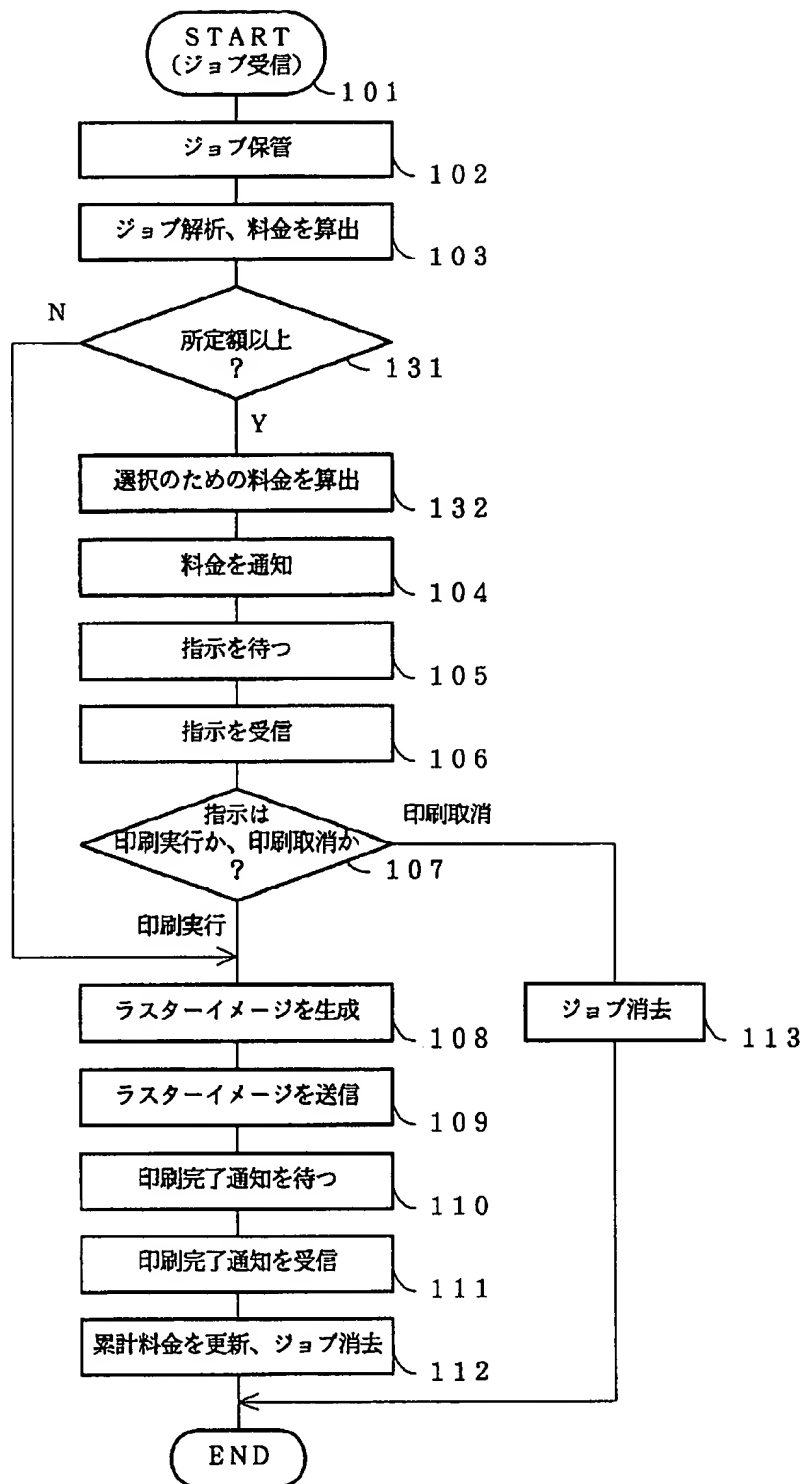 START
(ジョブ受信)
101
ジョブ保管
102
ジョブ解析、料金を算出
103
N
所定額以上
?
131
Y
選択のための料金を算出
132
料金を通知
104
指示を待つ
105
指示を受信
106
指示は
印刷実行か、印刷取消か
?
107
印刷取消
印刷実行
ラスターイメージを生成
108
ジョブ消去
113
ラスターイメージを送信
109
印刷完了通知を待つ
110
印刷完了通知を受信
111
累計料金を更新、ジョブ消去
112
END